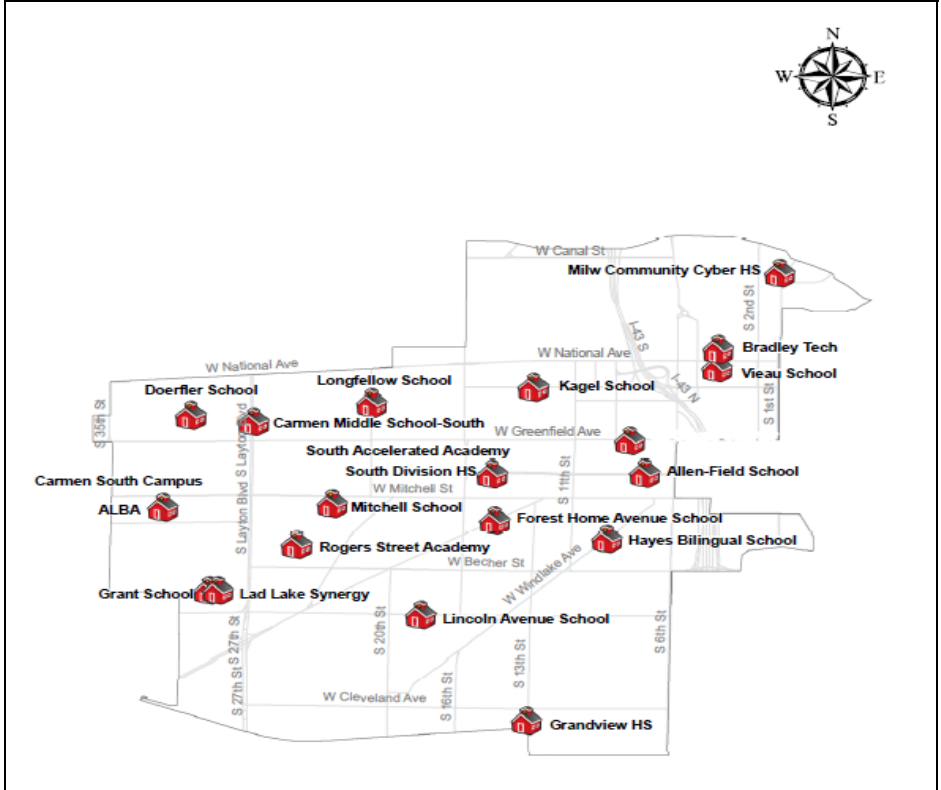 N
W E
S
W Canal St
Milw Community Cyber HS
S 2nd St
I-43 S
Bradley Tech
W National Ave
W National Ave
Vieau School
Longfellow School
Doerfler School
Kagel School
I-43 N
S 1st St
S 35th St
S Layton Blvd
Carmen Middle School-South
W Greenfield Ave
South Accelerated Academy
South Division HS
Allen-Field School
S 11th St
Carmen South Campus
W Mitchell St
ALBA
Mitchell School
Forest Home Avenue School
S Layton Blvd
Hayes Bilingual School
Rogers Street Academy
W Becher St
W Windlake Ave
Grant School
Lad Lake Synergy
Lincoln Avenue School
S 20th St
S 27th St
S 6th St
S 13th St
S 27th St
S 16th St
W Cleveland Ave
Grandview HS